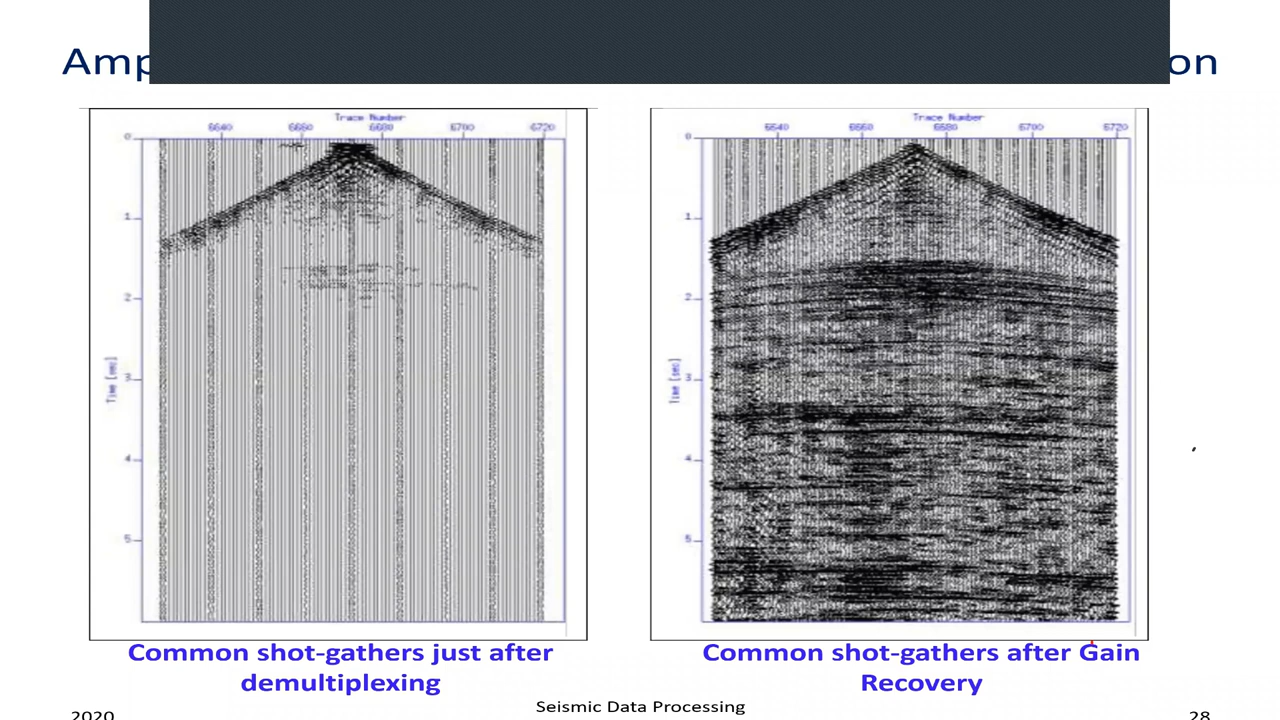 Amp
on
Trace Number
6640 6660 6680 6700 6720
0
1
2
3
4
5
Time [sec]
Trace Number
6640 6660 6680 6700 6720
0
1
2
3
4
5
Time [sec]
Common shot-gathers just after
demultiplexing
Common shot-gathers after Gain
Recovery
2020
Seismic Data Processing
28